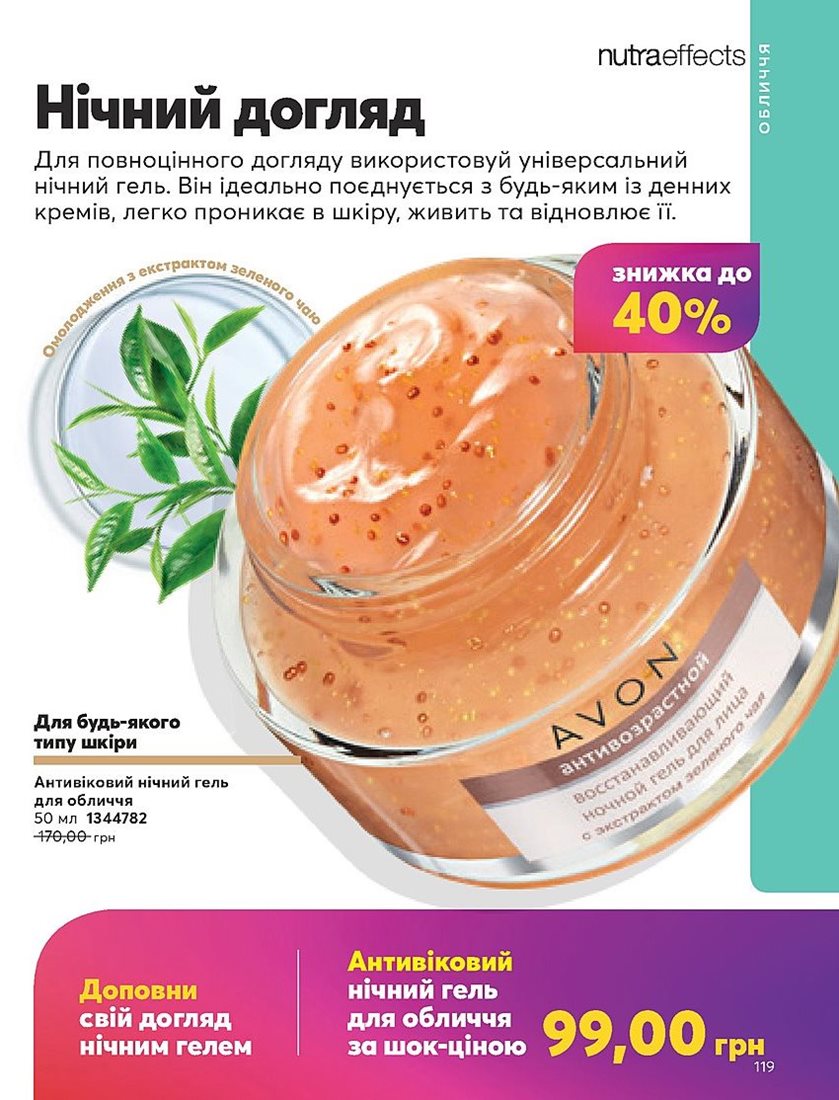 nutraeffects
ОБЛИЧЧЯ
Нічний догляд
Для повноцінного догляду використовуй універсальний
нічний гель. Він ідеально поєднується з будь-яким із денних
кремів, легко проникає в шкіру, живить та відновлює її.
знижка до
40%
Омолодження з екстрактом зеленого чаю
AVON
антивозрастной
восстанавливающий
ночной гель для лица
с экстрактом зеленого чая
Для будь-якого
типу шкіри
Антивіковий нічний гель
для обличчя
50 мл 1344782
170,00 грн
Доповни
свій догляд
нічним гелем
Антивіковий
нічний гель
для обличчя
за шок-ціною
99,00 грн
119